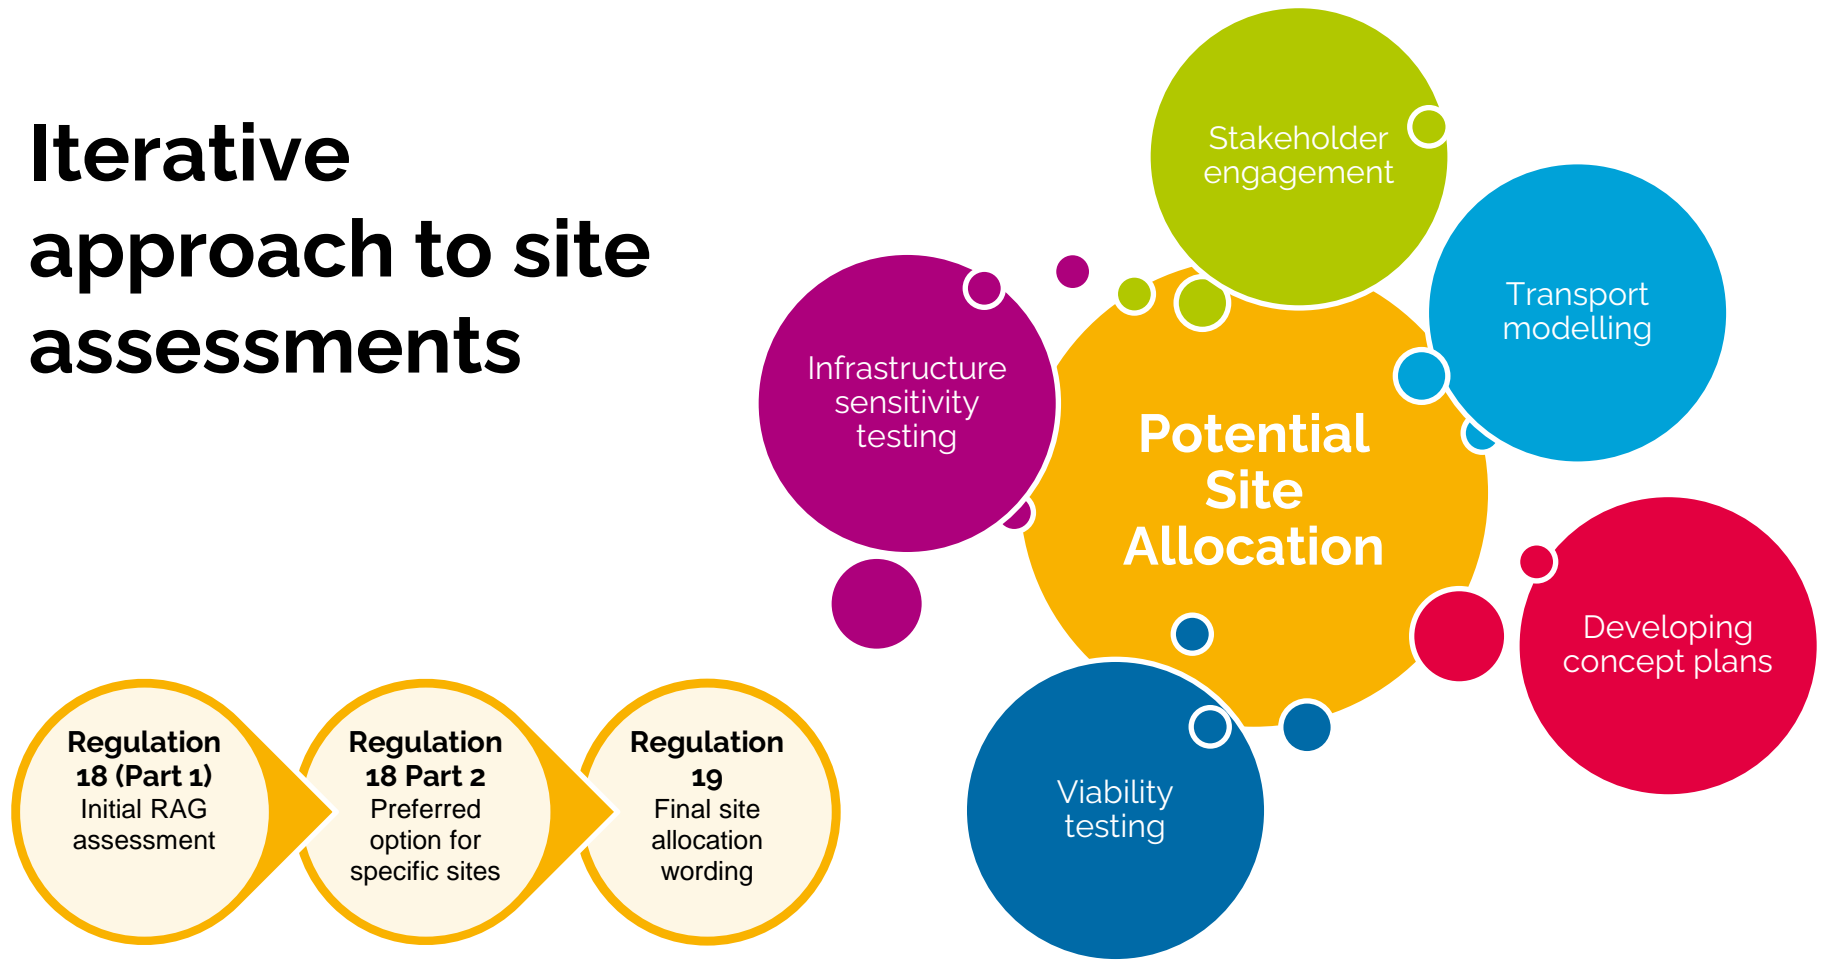 Iterative
approach to site
assessments
Stakeholder
engagement
Transport
modelling
Infrastructure
sensitivity
testing
Potential
Site
Allocation
Developing
concept plans
Viability
testing
Regulation
18 (Part 1)
Initial RAG
assessment
Regulation
18 Part 2
Preferred
option for
specific sites
Regulation
19
Final site
allocation
wording